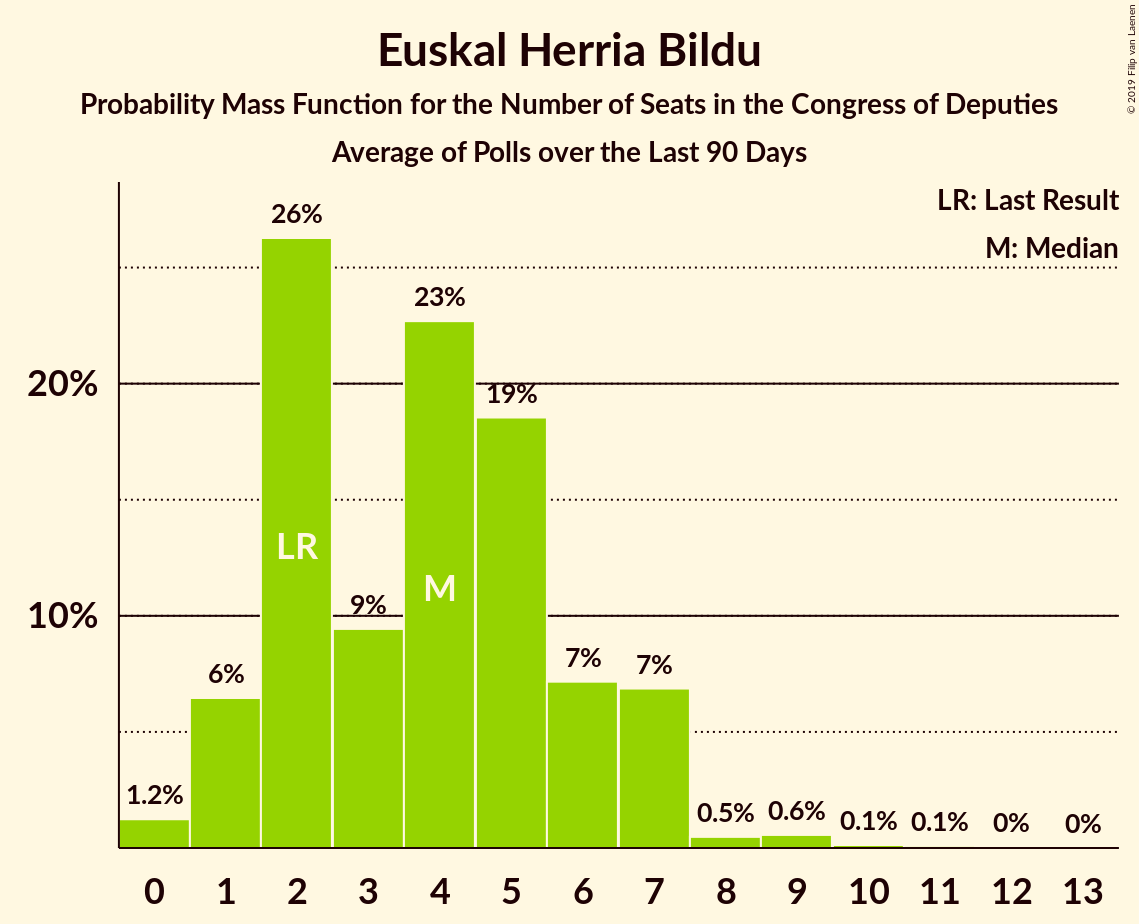 Euskal Herria Bildu
Probability Mass Function for the Number of Seats in the Congress of Deputies
Average of Polls over the Last 90 Days
© 2019 Filip van Laenen
LR: Last Result
M: Median
26%
23%
20%
19%
LR
M
10%
9%
7%
7%
6%
1.2%
0.5%
0.6%
0.1%
0.1%
0%
0%
0 1 2 3 4 5 6 7 8 9 10 11 12 13